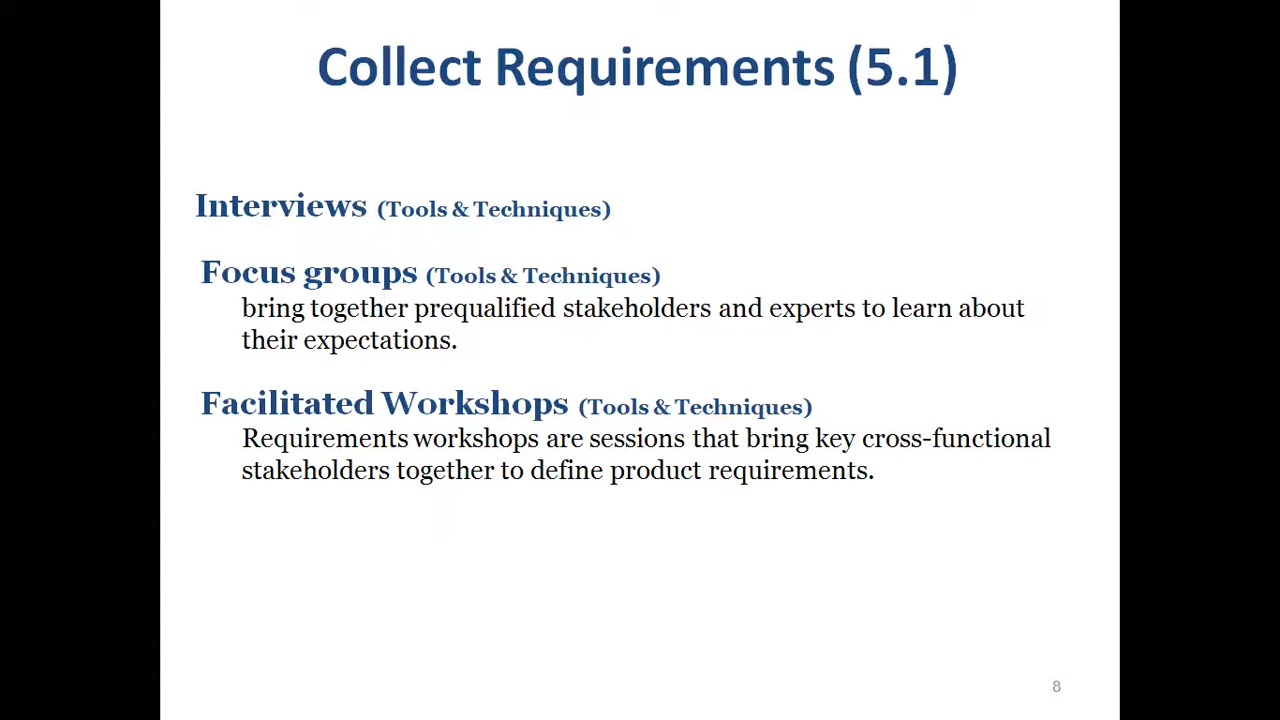 Collect Requirements (5.1)
Interviews (Tools & Techniques)
Focus groups (Tools & Techniques)
bring together prequalified stakeholders and experts to learn about
their expectations.
Facilitated Workshops (Tools & Techniques)
Requirements workshops are sessions that bring key cross-functional
stakeholders together to define product requirements.
8